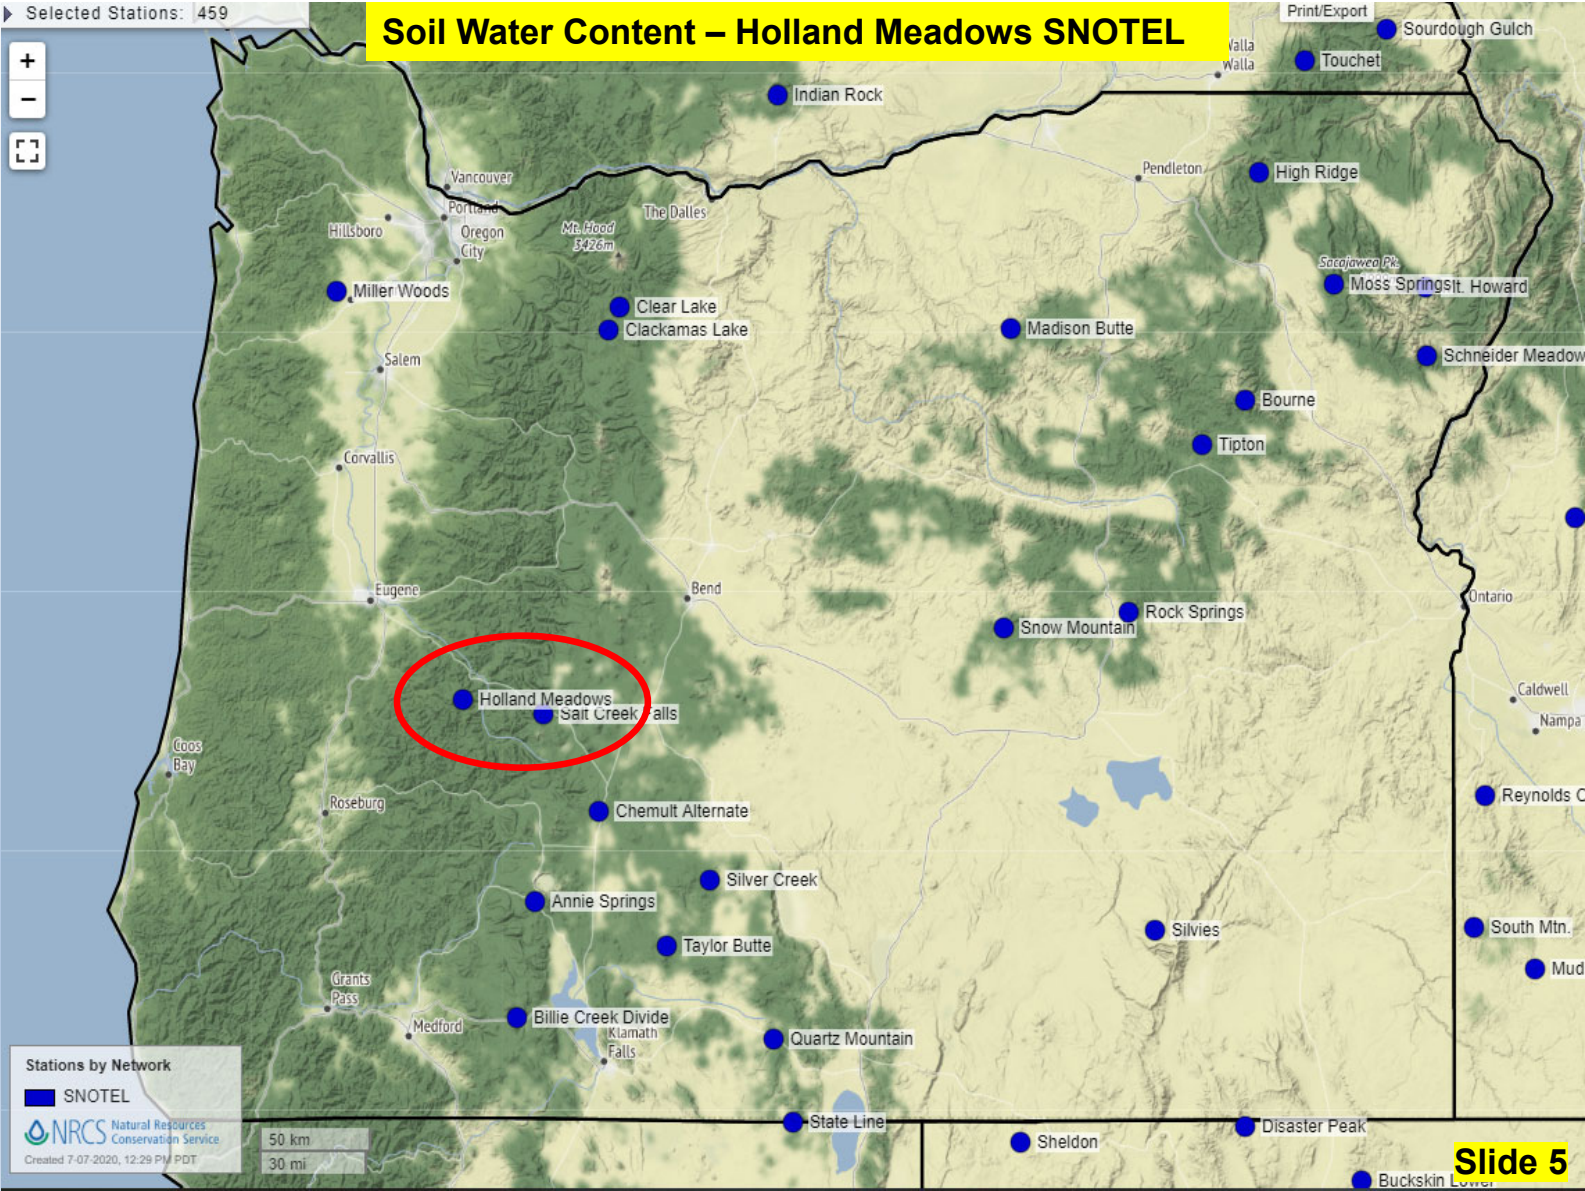 Selected Stations: 459
Soil Water Content – Holland Meadows SNOTEL
Print/Export
+
−
Sourdough Gulch
Walla
Walla
Touchet
Indian Rock
Pendleton
High Ridge
Vancouver
Portland
The Dalles
Hillsboro
Oregon
City
Mt. Hood
3426m
Sacajawea Pk.
Miller Woods
Moss Springs
Mt. Howard
Clear Lake
Clackamas Lake
Madison Butte
Salem
Schneider Meadow
Bourne
Tipton
Corvallis
Eugene
Bend
Ontario
Rock Springs
Snow Mountain
Holland Meadows
Salt Creek Falls
Caldwell
Nampa
Coos
Bay
Roseburg
Chemult Alternate
Reynolds C
Silver Creek
Annie Springs
Silvies
South Mtn.
Taylor Butte
Mud
Grants
Pass
Billie Creek Divide
Medford
Klamath
Falls
Quartz Mountain
Stations by Network
SNOTEL
NRCS Natural Resources
Conservation Service
Created 7-07-2020, 12:29 PM PDT
50 km
30 mi
State Line
Sheldon
Disaster Peak
Buckskin Lower
Slide 5